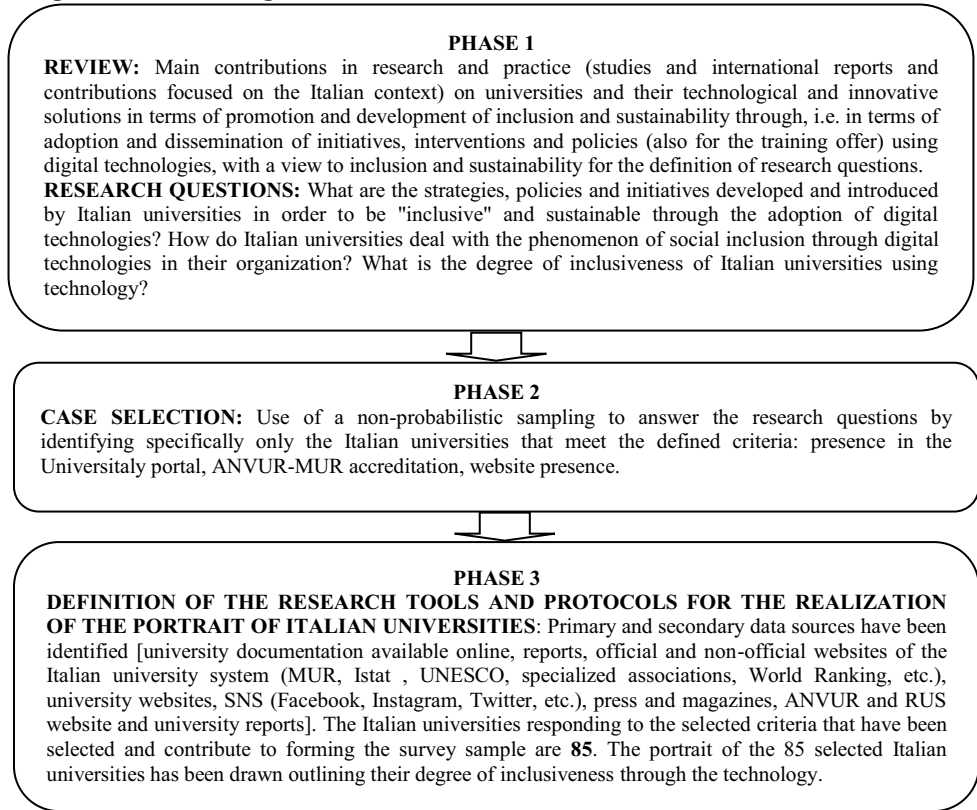 PHASE 1
REVIEW: Main contributions in research and practice (studies and international reports and
contributions focused on the Italian context) on universities and their technological and innovative
solutions in terms of promotion and development of inclusion and sustainability through, i.e. in terms of
adoption and dissemination of initiatives, interventions and policies (also for the training offer) using
digital technologies, with a view to inclusion and sustainability for the definition of research questions.
RESEARCH QUESTIONS: What are the strategies, policies and initiatives developed and introduced
by Italian universities in order to be "inclusive" and sustainable through the adoption of digital
technologies? How do Italian universities deal with the phenomenon of social inclusion through digital
technologies in their organization? What is the degree of inclusiveness of Italian universities using
technology?
PHASE 2
CASE SELECTION: Use of a non-probabilistic sampling to answer the research questions by
identifying specifically only the Italian universities that meet the defined criteria: presence in the
Universitaly portal, ANVUR-MUR accreditation, website presence.
PHASE 3
DEFINITION OF THE RESEARCH TOOLS AND PROTOCOLS FOR THE REALIZATION
OF THE PORTRAIT OF ITALIAN UNIVERSITIES: Primary and secondary data sources have been
identified [university documentation available online, reports, official and non-official websites of the
Italian university system (MUR, Istat , UNESCO, specialized associations, World Ranking, etc.),
university websites, SNS (Facebook, Instagram, Twitter, etc.), press and magazines, ANVUR and RUS
website and university reports]. The Italian universities responding to the selected criteria that have been
selected and contribute to forming the survey sample are 85. The portrait of the 85 selected Italian
universities has been drawn outlining their degree of inclusiveness through the technology.